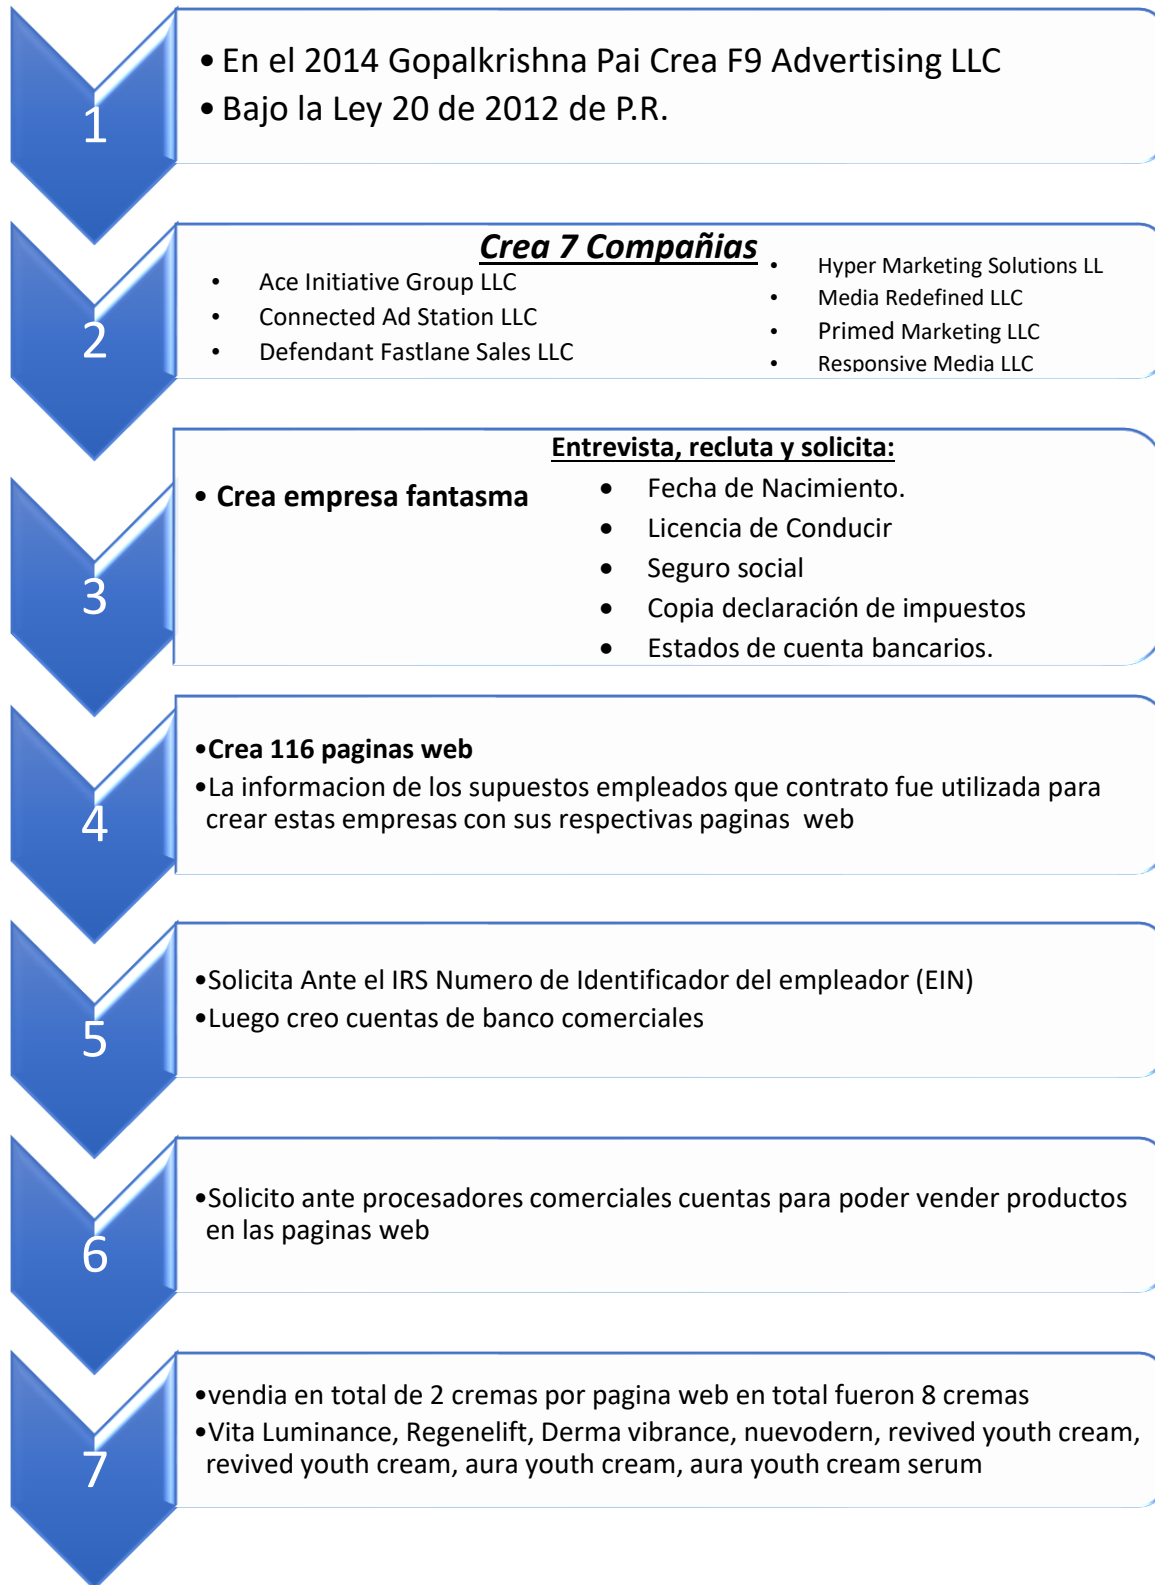 1
• En el 2014 Gopalkrishna Pai Crea F9 Advertising LLC
• Bajo la Ley 20 de 2012 de P.R.
2
Crea 7 Compañias
• Ace Initiative Group LLC
• Connected Ad Station LLC
• Defendant Fastlane Sales LLC
• Hyper Marketing Solutions LL
• Media Redefined LLC
• Primed Marketing LLC
• Responsive Media LLC
3
• Crea empresa fantasma
Entrevista, recluta y solicita:
• Fecha de Nacimiento.
• Licencia de Conducir
• Seguro social
• Copia declaración de impuestos
• Estados de cuenta bancarios.
4
•Crea 116 paginas web
•La informacion de los supuestos empleados que contrato fue utilizada para
crear estas empresas con sus respectivas paginas web
5
•Solicita Ante el IRS Numero de Identificador del empleador (EIN)
•Luego creo cuentas de banco comerciales
6
•Solicito ante procesadores comerciales cuentas para poder vender productos
en las paginas web
7
•vendia en total de 2 cremas por pagina web en total fueron 8 cremas
•Vita Luminance, Regenelift, Derma vibrance, nuevodern, revived youth cream,
revived youth cream, aura youth cream, aura youth cream serum